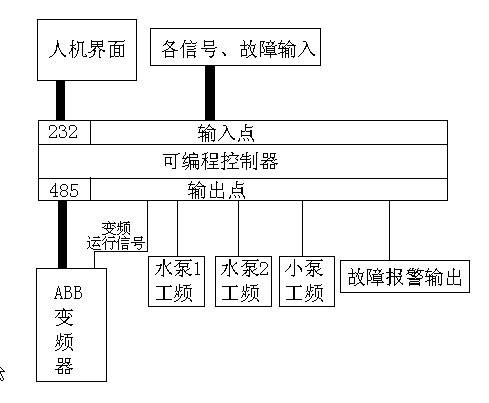 人机界面
各信号、故障输入
232
输入点
可编程控制器
485
输出点
变频
运行信号
水泵1
工频
水泵2
工频
小泵
工频
故障报警输出
ABB
变
频
器